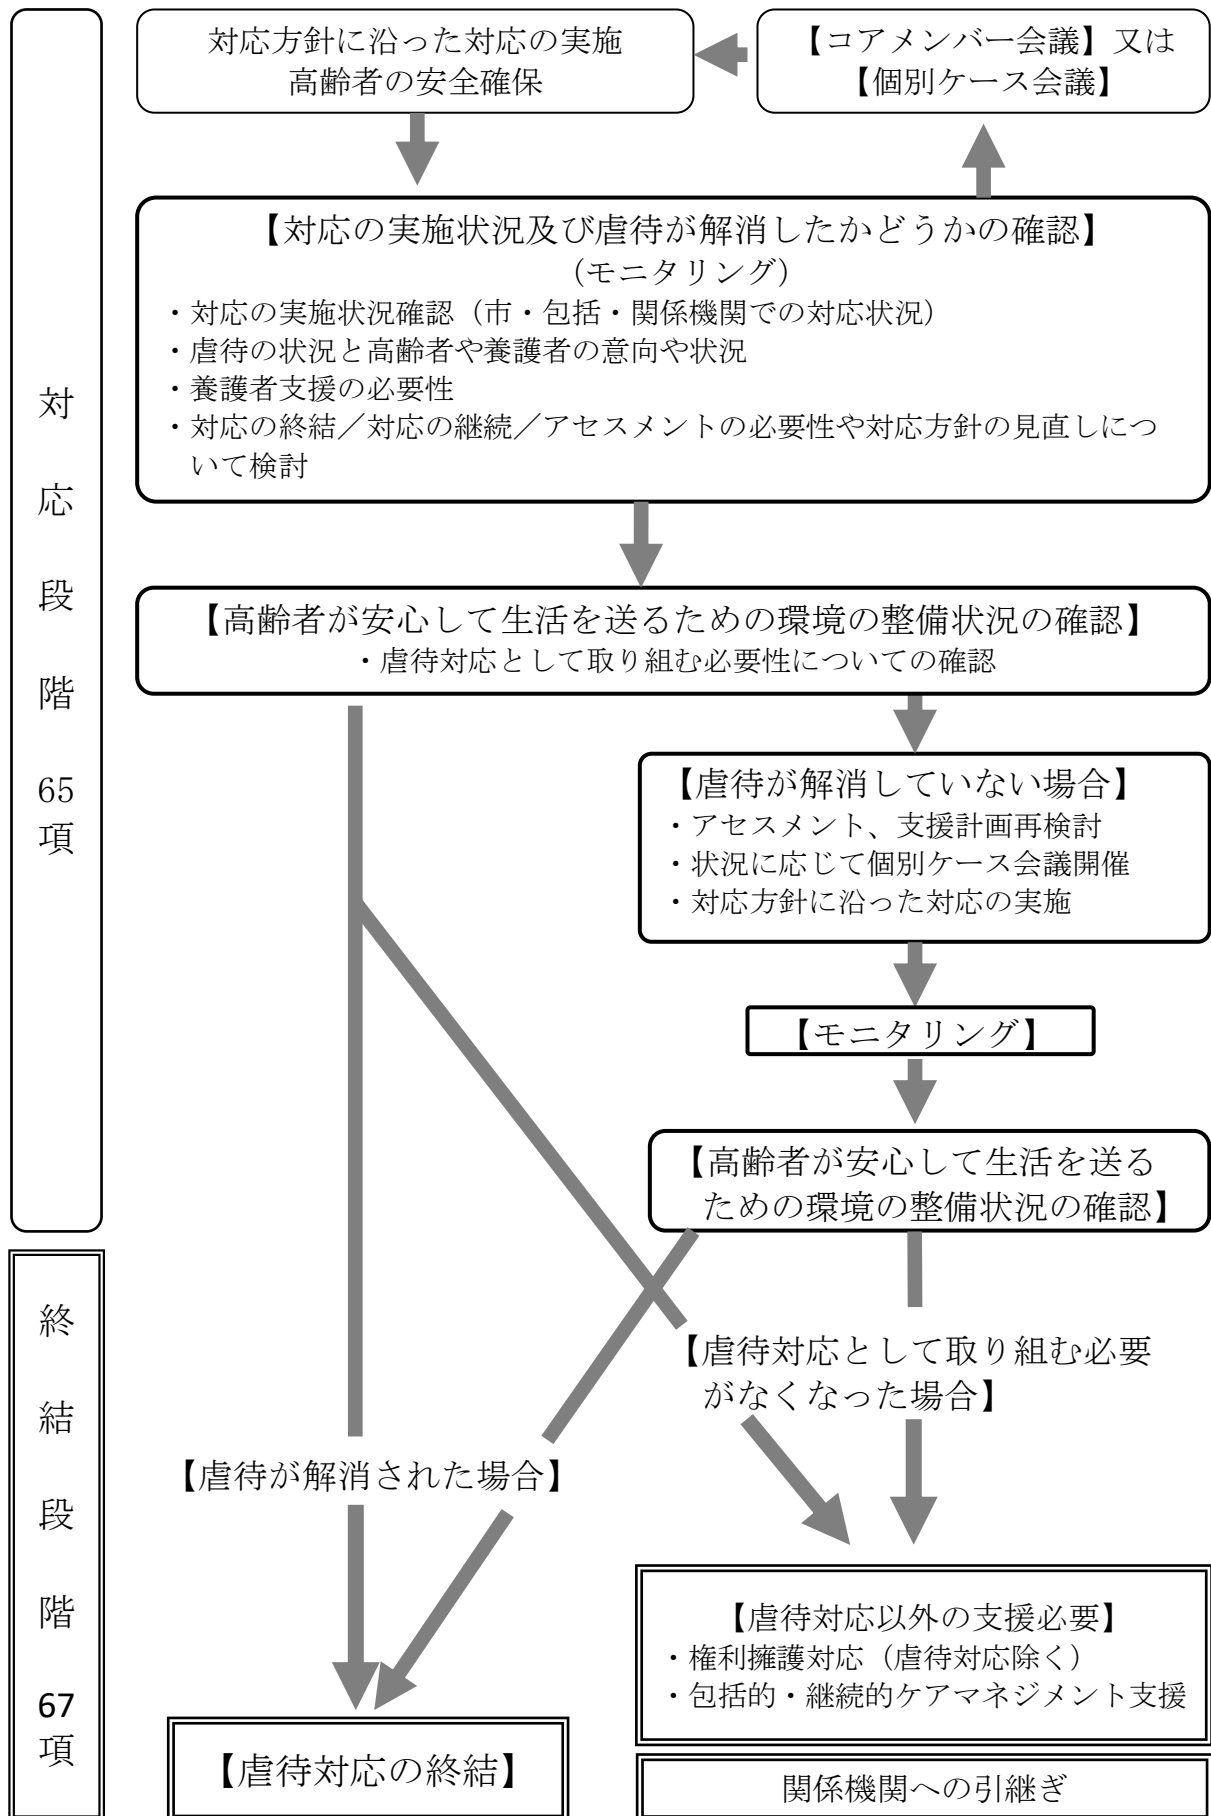 対応方針に沿った対応の実施
高齢者の安全確保
【コアメンバー会議】又は
【個別ケース会議】
【対応の実施状況及び虐待が解消したかどうかの確認】
（モニタリング）
・対応の実施状況確認（市・包括・関係機関での対応状況）
・虐待の状況と高齢者や養護者の意向や状況
・養護者支援の必要性
・対応の終結／対応の継続／アセスメントの必要性や対応方針の見直しにつ
いて検討
対応段階
65
項
【高齢者が安心して生活を送るための環境の整備状況の確認】
・虐待対応として取り組む必要性についての確認
【虐待が解消していない場合】
・アセスメント、支援計画再検討
・状況に応じて個別ケース会議開催
・対応方針に沿った対応の実施
【モニタリング】
【高齢者が安心して生活を送る
ための環境の整備状況の確認】
終結段階
67
項
【虐待対応として取り組む必要
がなくなった場合】
【虐待が解消された場合】
【虐待対応以外の支援必要】
・権利擁護対応（虐待対応除く）
・包括的・継続的ケアマネジメント支援
【虐待対応の終結】
関係機関への引継ぎ